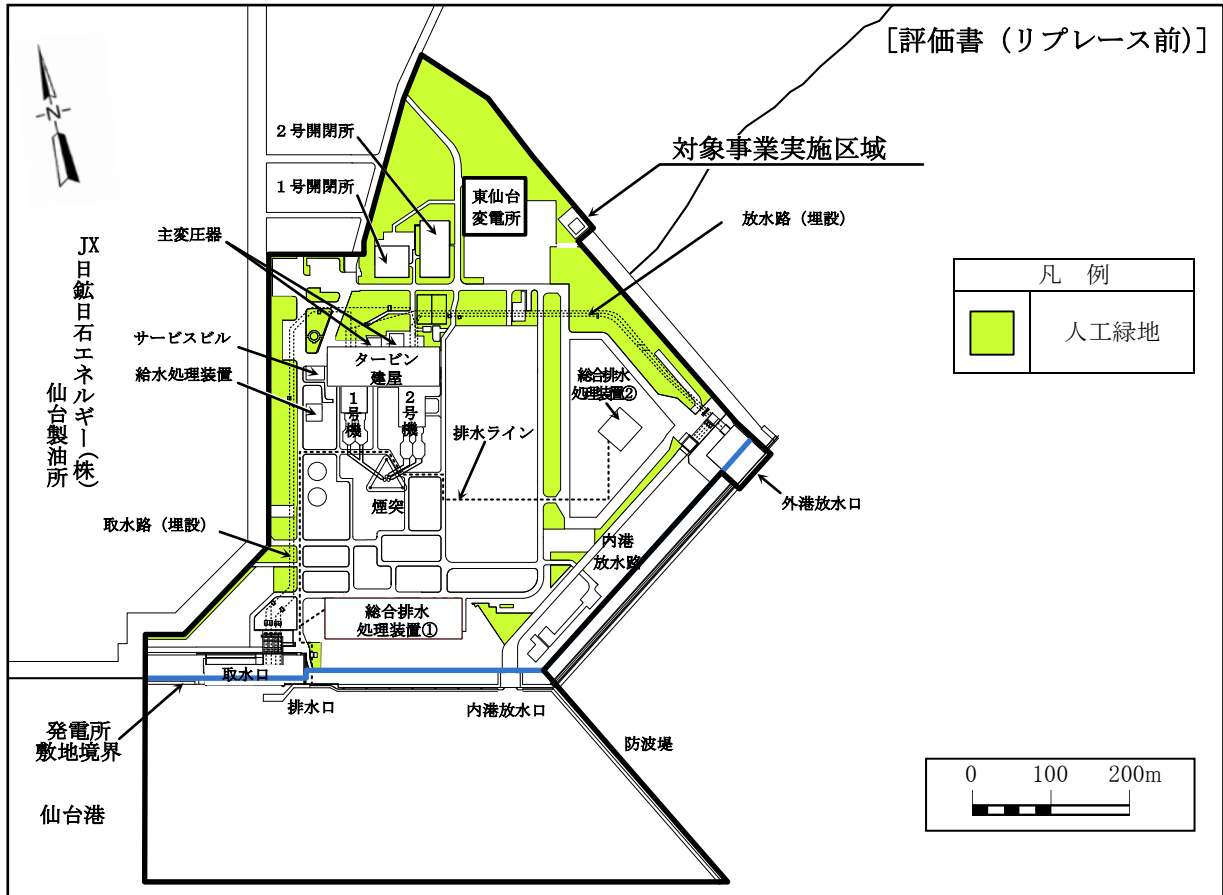 [評価書（リプレース前）]
N
2号開閉所
1号開閉所
東仙台
変電所
対象事業実施区域
放水路（埋設）
主変圧器
JX日鉱日石エネルギー(株)
仙台製油所
凡 例
人工緑地
サービスビル
給水処理装置
タービン
建屋
1号機
2号機
総合排水
処理装置②
排水ライン
煙突
外港放水口
取水路（埋設）
内港
放水路
総合排水
処理装置①
取水口
排水口
内港放水口
発電所
敷地境界
防波堤
仙台港
0 100 200m